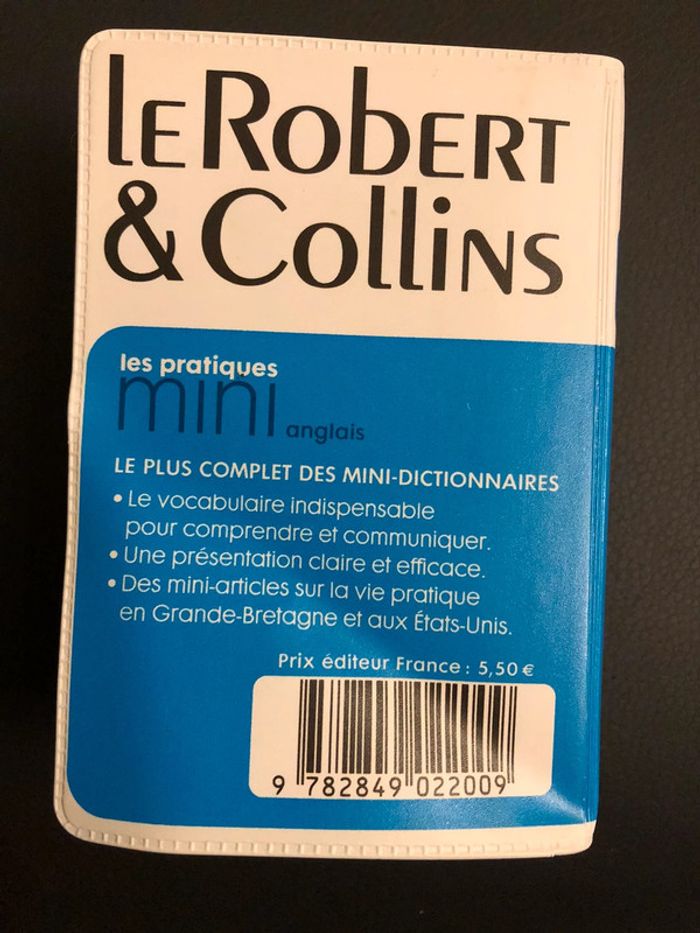 le Robert
& Collins
les pratiques
mini anglais
LE PLUS COMPLET DES MINI-DICTIONNAIRES
• Le vocabulaire indispensable
pour comprendre et communiquer.
• Une présentation claire et efficace.
• Des mini-articles sur la vie pratique
en Grande-Bretagne et aux États-Unis.
Prix éditeur France : 5,50 €
9 782849 022009